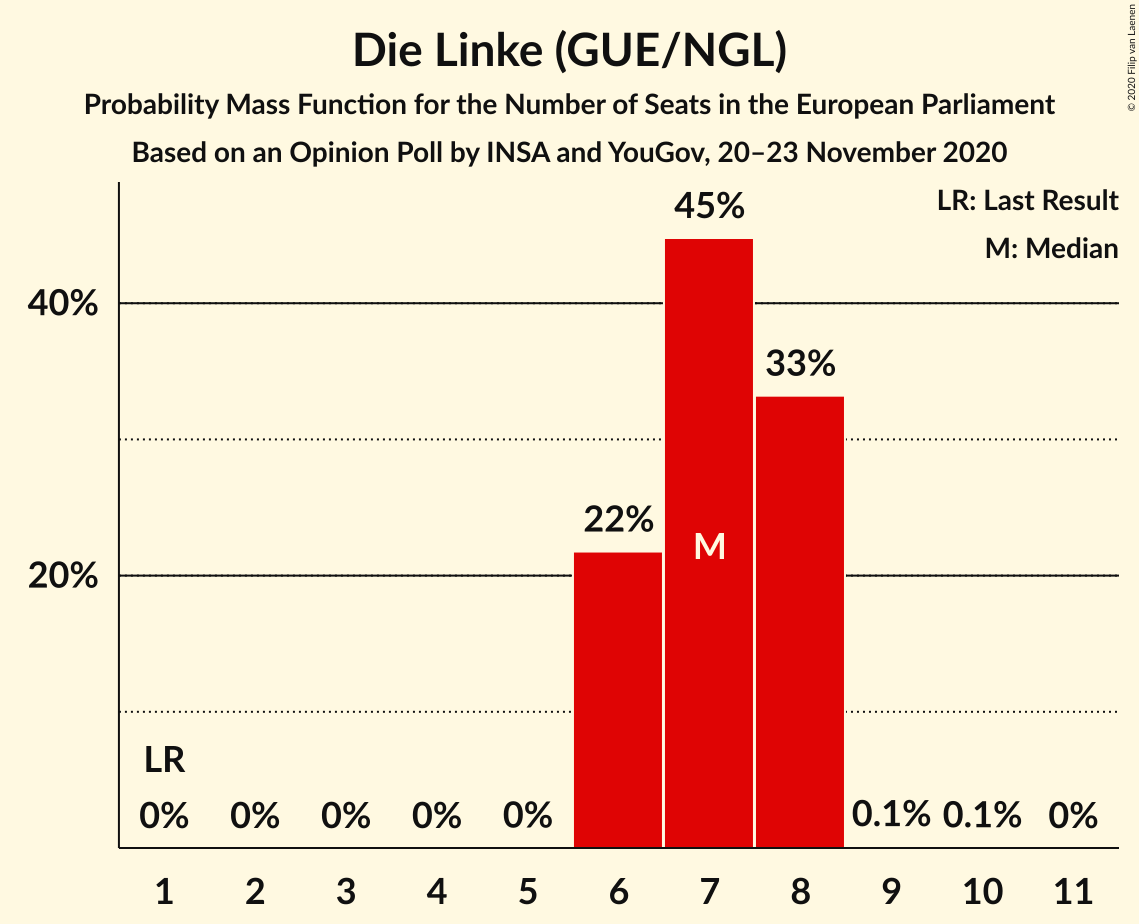 Die Linke (GUE/NGL)
Probability Mass Function for the Number of Seats in the European Parliament
Based on an Opinion Poll by INSA and YouGov, 20–23 November 2020
© 2020 Filip van Laenen
LR: Last Result
M: Median
45%
40%
33%
22%
M
20%
LR
0% 0% 0% 0% 0% 0.1% 0.1% 0%
1 2 3 4 5 6 7 8 9 10 11